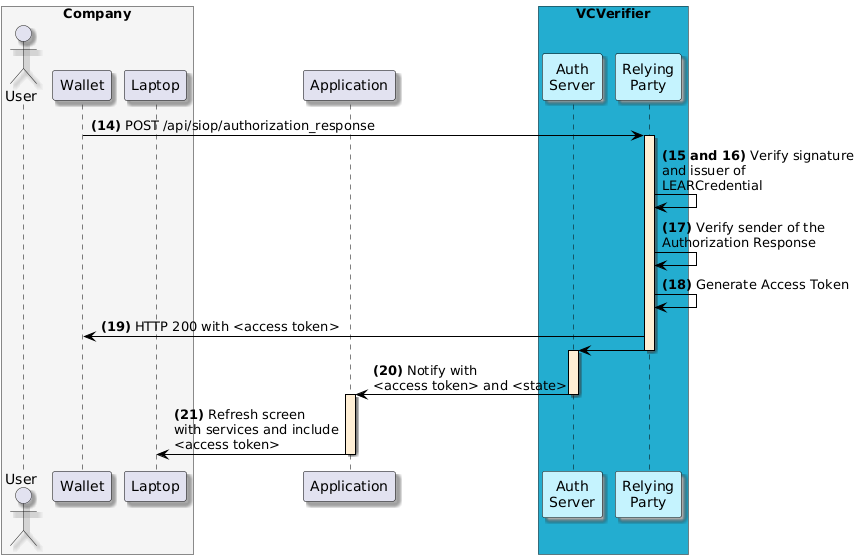 Company
VCVerifier
User
Wallet
Laptop
Application
Auth
Server
Relying
Party
(14) POST /api/siop/authorization_response
(15 and 16) Verify signature
and issuer of
LEARCredential
(17) Verify sender of the
Authorization Response
(18) Generate Access Token
(19) HTTP 200 with <access token>
(20) Notify with
<access token> and <state>
(21) Refresh screen
with services and include
<access token>
User
Wallet
Laptop
Application
Auth
Server
Relying
Party